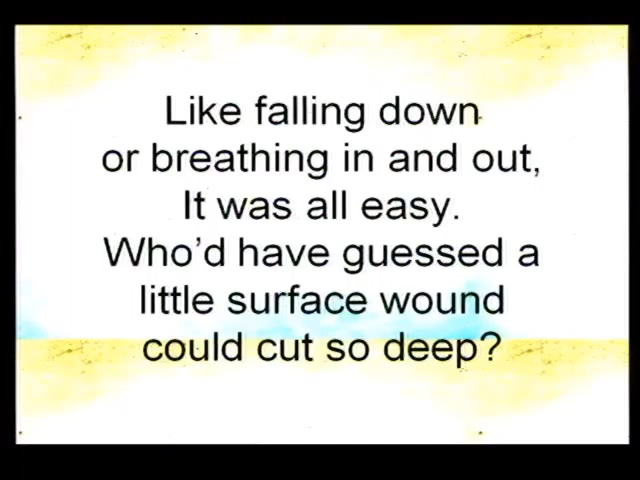 Like falling down
or breathing in and out,
It was all easy.
Who'd have guessed a
little surface wound
could cut so deep?